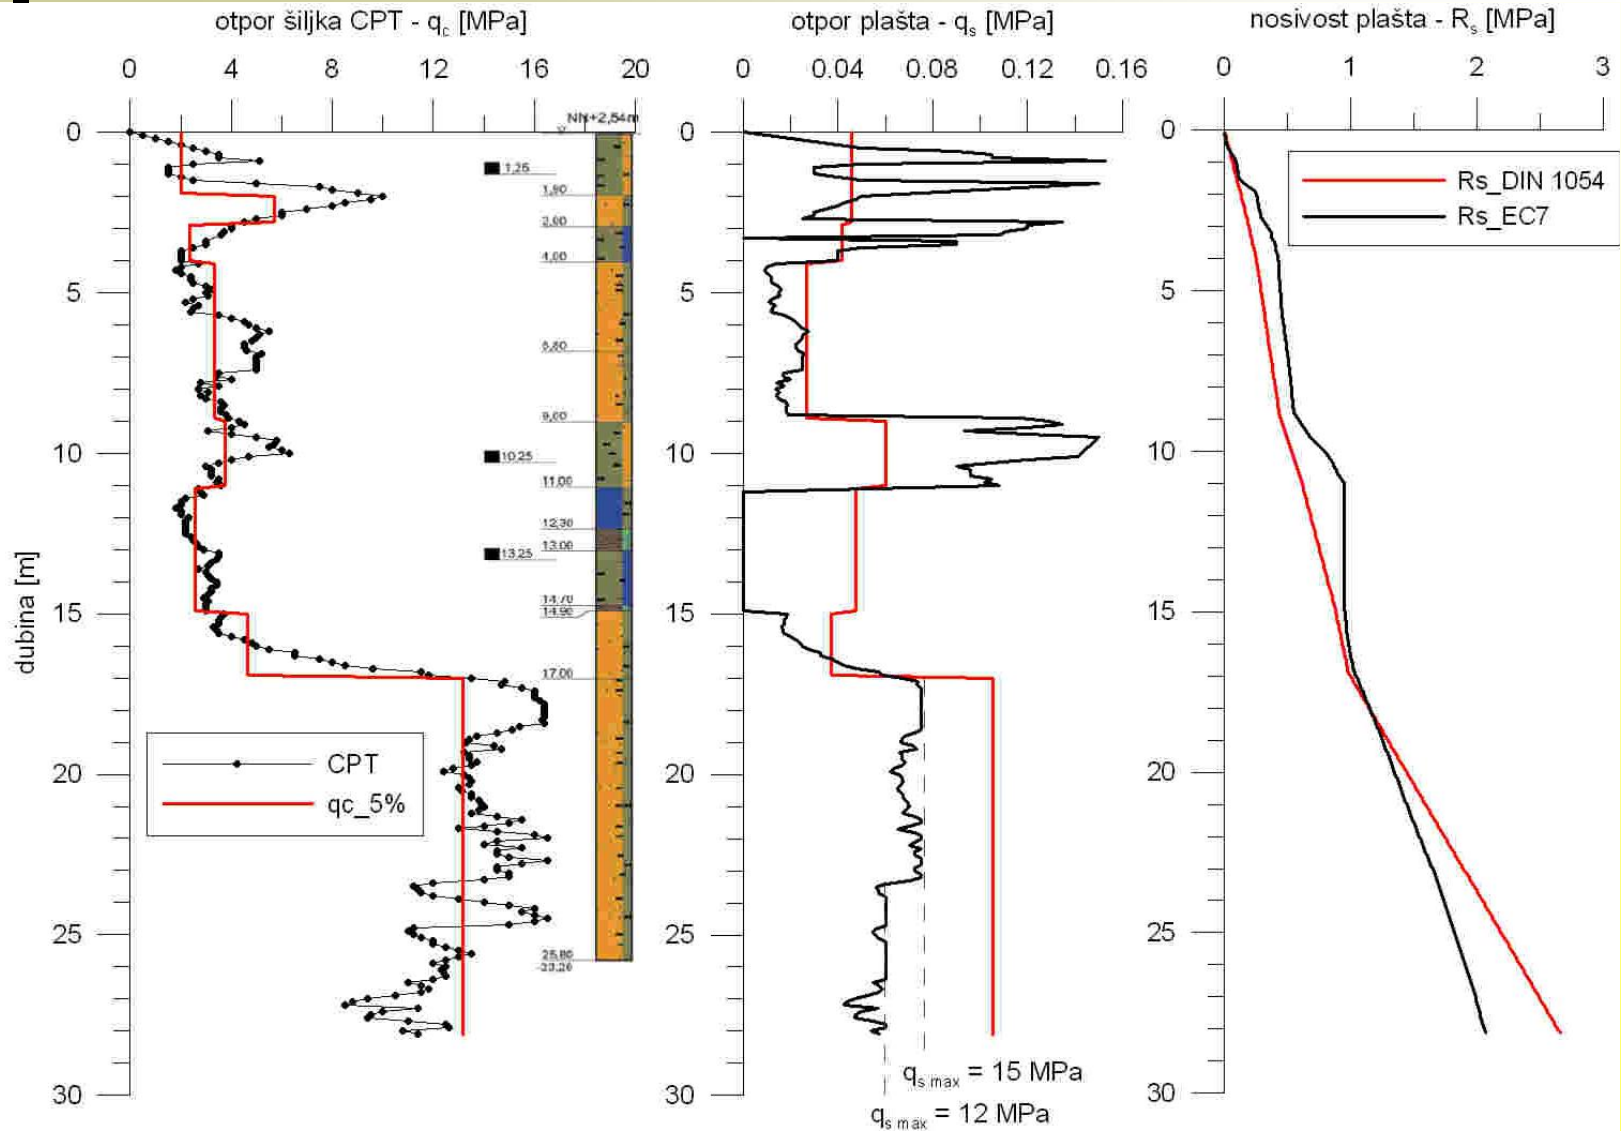 otpor šiljka CPT - qc [MPa]
0 4 8 12 16 20
otpor plašta - qs [MPa]
0 0.04 0.08 0.12 0.16
nosivost plašta - Rs [MPa]
0 1 2 3
dubina [m]
0
5
10
15
20
25
30
NN+2,54m
1,25
4,00
9,00
10,25
11,00
12,30
13,00
13,25
14,70
14,90
17,00
25,80
-23,26
CPT
qc_5%
0
5
10
15
20
25
30
qs max = 15 MPa
qs max = 12 MPa
0
5
10
15
20
25
30
Rs_DIN 1054
Rs_EC7